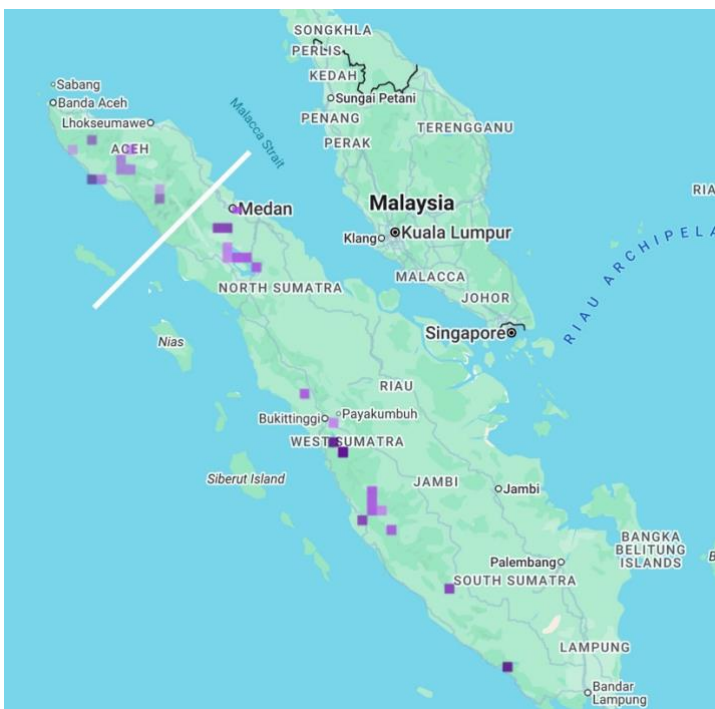 SONGKHLA
PERLIS
KEDAH
Sabang
Banda Aceh
Sungai Petani
Lhokseumawe
PENANG
Malacca Strait
TERENGGANU
PERAK
ACEH
Malaysia
Medan
Klang
Kuala Lumpur
RIA
RIAU ARCHIPELA
MALACCA
NORTH SUMATRA
JOHOR
Singapore
Nias
RIAU
Payakumbuh
Bukittinggi
WEST SUMATRA
Siberut Island
JAMBI
Jambi
BANGKA
BELITUNG
ISLANDS
B
Palembang
SOUTH SUMATRA
LAMPUNG
Bandar
Lampung